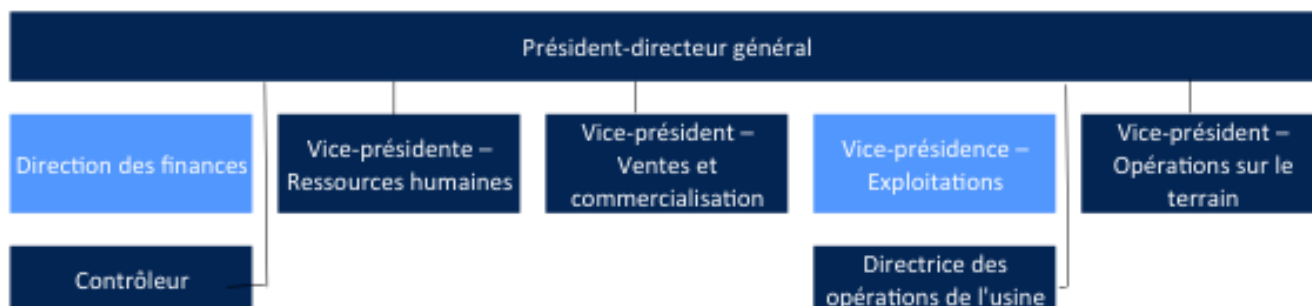 Président-directeur général
Direction des finances
Vice-présidente –
Ressources humaines
Vice-président –
Ventes et
commercialisation
Vice-présidence –
Exploitations
Vice-président –
Opérations sur le
terrain
Contrôleur
Directrice des
opérations de l'usine